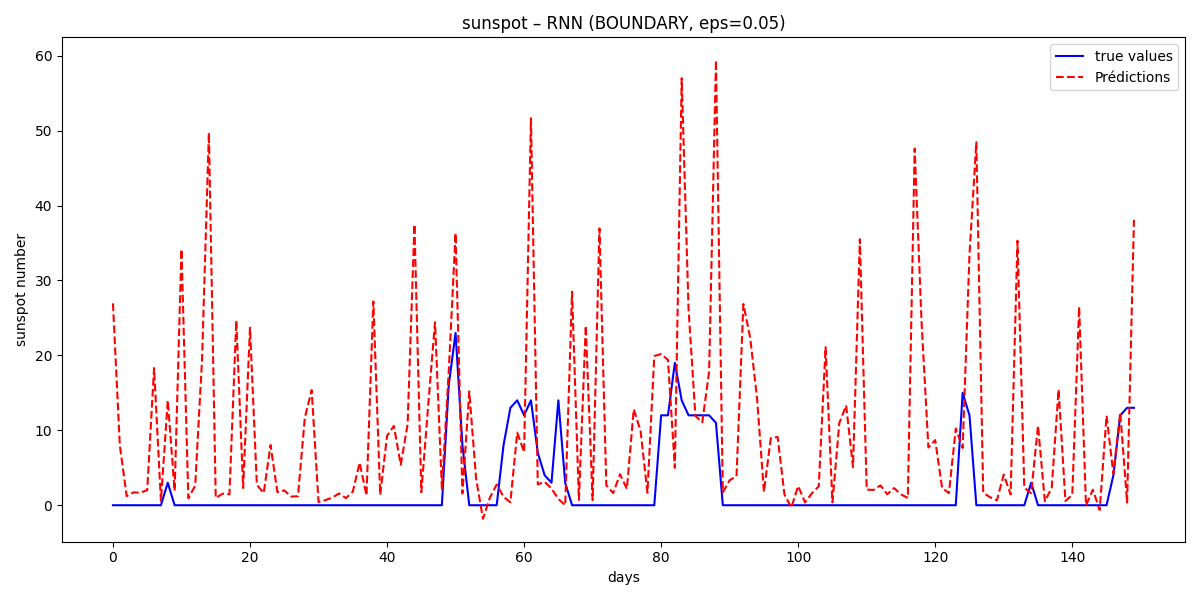 sunspot – RNN (BOUNDARY, eps=0.05)
true values
Prédictions
sunspot number
60
50
40
30
20
10
0
0 20 40 60 80 100 120 140
days